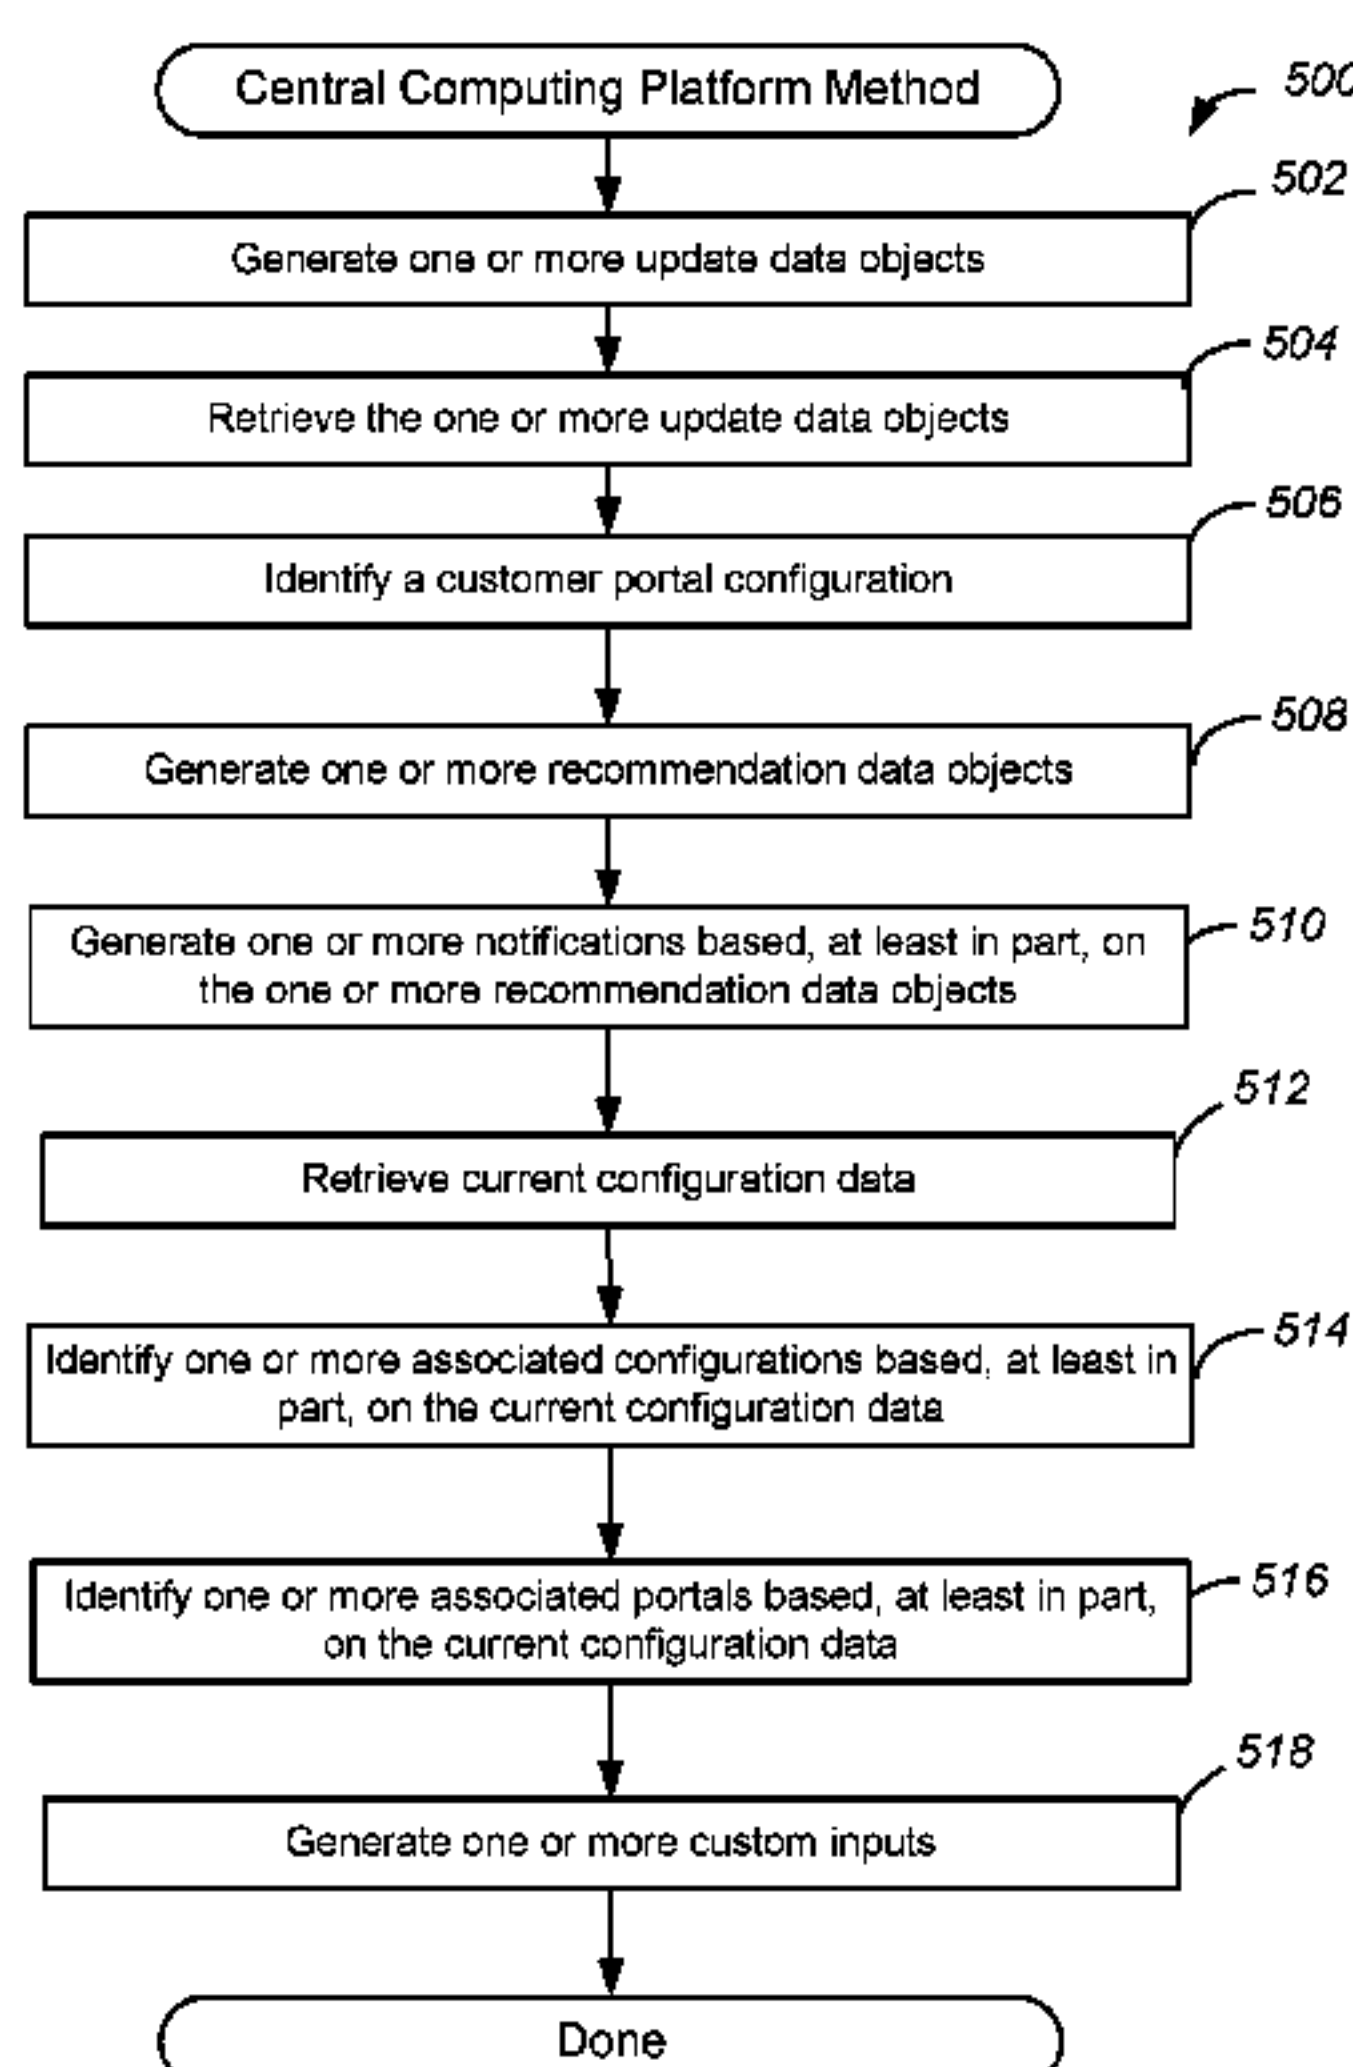 Central Computing Platform Method
500
502
Generate one or more update data objects
504
Retrieve the one or more update data objects
506
Identify a customer portal configuration
508
Generate one or more recommendation data objects
510
Generate one or more notifications based, at least in part, on
the one or more recommendation data objects
512
Retrieve current configuration data
514
Identify one or more associated configurations based, at least in
part, on the current configuration data
516
Identify one or more associated portals based, at least in part,
on the current configuration data
518
Generate one or more custom inputs
Done